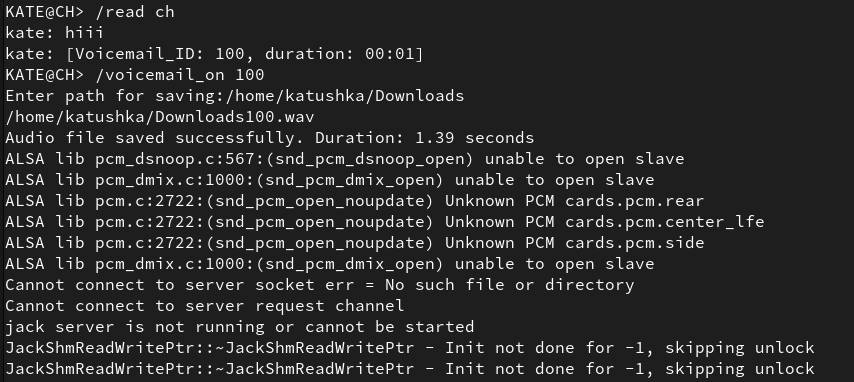 KATE@CH> /read ch
kate: hiii
kate: [Voicemail_ID: 100, duration: 00:01]
KATE@CH> /voicemail_on 100
Enter path for saving:/home/katushka/Downloads
/home/katushka/Downloads100.wav
Audio file saved successfully. Duration: 1.39 seconds
ALSA lib pcm_dsnoop.c:567:(snd_pcm_dsnoop_open) unable to open slave
ALSA lib pcm_dmix.c:1000:(snd_pcm_dmix_open) unable to open slave
ALSA lib pcm.c:2722:(snd_pcm_open_noupdate) Unknown PCM cards.pcm.rear
ALSA lib pcm.c:2722:(snd_pcm_open_noupdate) Unknown PCM cards.pcm.center_lfe
ALSA lib pcm.c:2722:(snd_pcm_open_noupdate) Unknown PCM cards.pcm.side
ALSA lib pcm_dmix.c:1000:(snd_pcm_dmix_open) unable to open slave
Cannot connect to server socket err = No such file or directory
Cannot connect to server request channel
jack server is not running or cannot be started
JackShmReadWritePtr::~JackShmReadWritePtr - Init not done for -1, skipping unlock
JackShmReadWritePtr::~JackShmReadWritePtr - Init not done for -1, skipping unlock